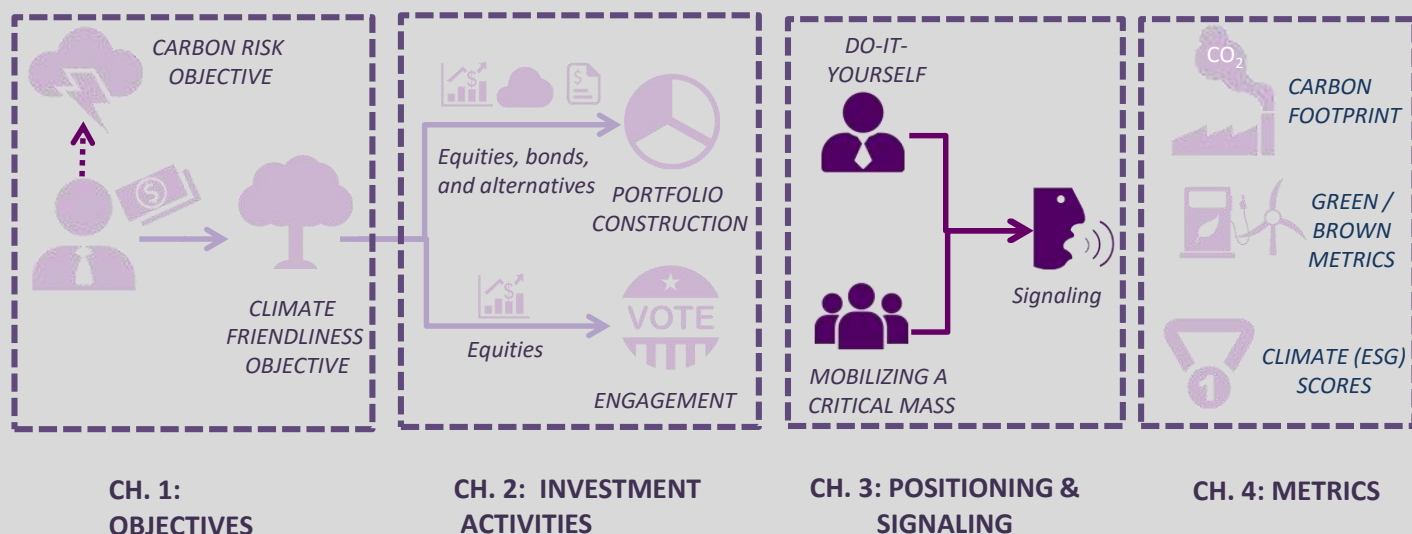 CARBON RISK
OBJECTIVE
$
CLIMATE
FRIENDLINESS
OBJECTIVE
$
$
Equities, bonds,
and alternatives
PORTFOLIO
CONSTRUCTION
$
Equities
VOTE
ENGAGEMENT
DO-IT-
YOURSELF
Signaling
MOBILIZING A
CRITICAL MASS
CO2
CARBON
FOOTPRINT
GREEN /
BROWN
METRICS
1
CLIMATE (ESG)
SCORES
CH. 1:
OBJECTIVES
CH. 2: INVESTMENT
ACTIVITIES
CH. 3: POSITIONING &
SIGNALING
CH. 4: METRICS